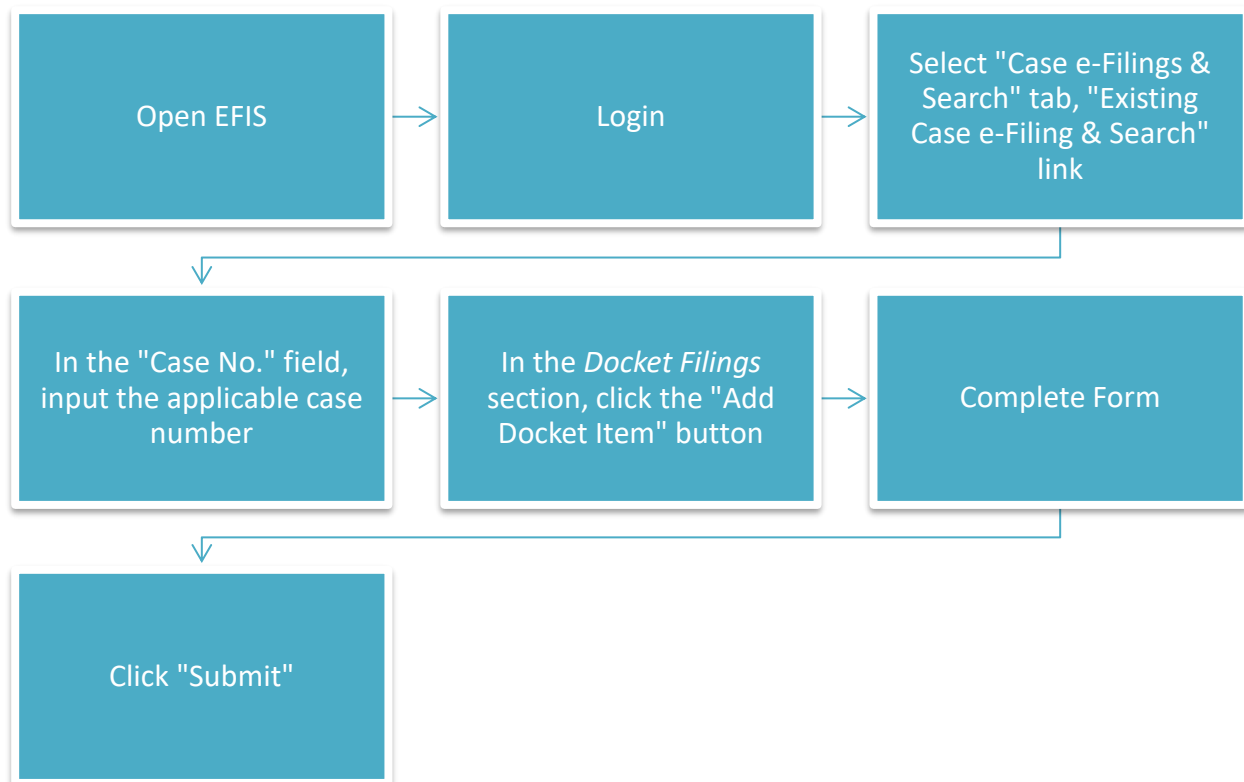 Open EFIS
Login
Select "Case e-Filings &
Search" tab, "Existing
Case e-Filing & Search"
link
In the "Case No." field,
input the applicable case
number
In the Docket Filings
section, click the "Add
Docket Item" button
Complete Form
Click "Submit"